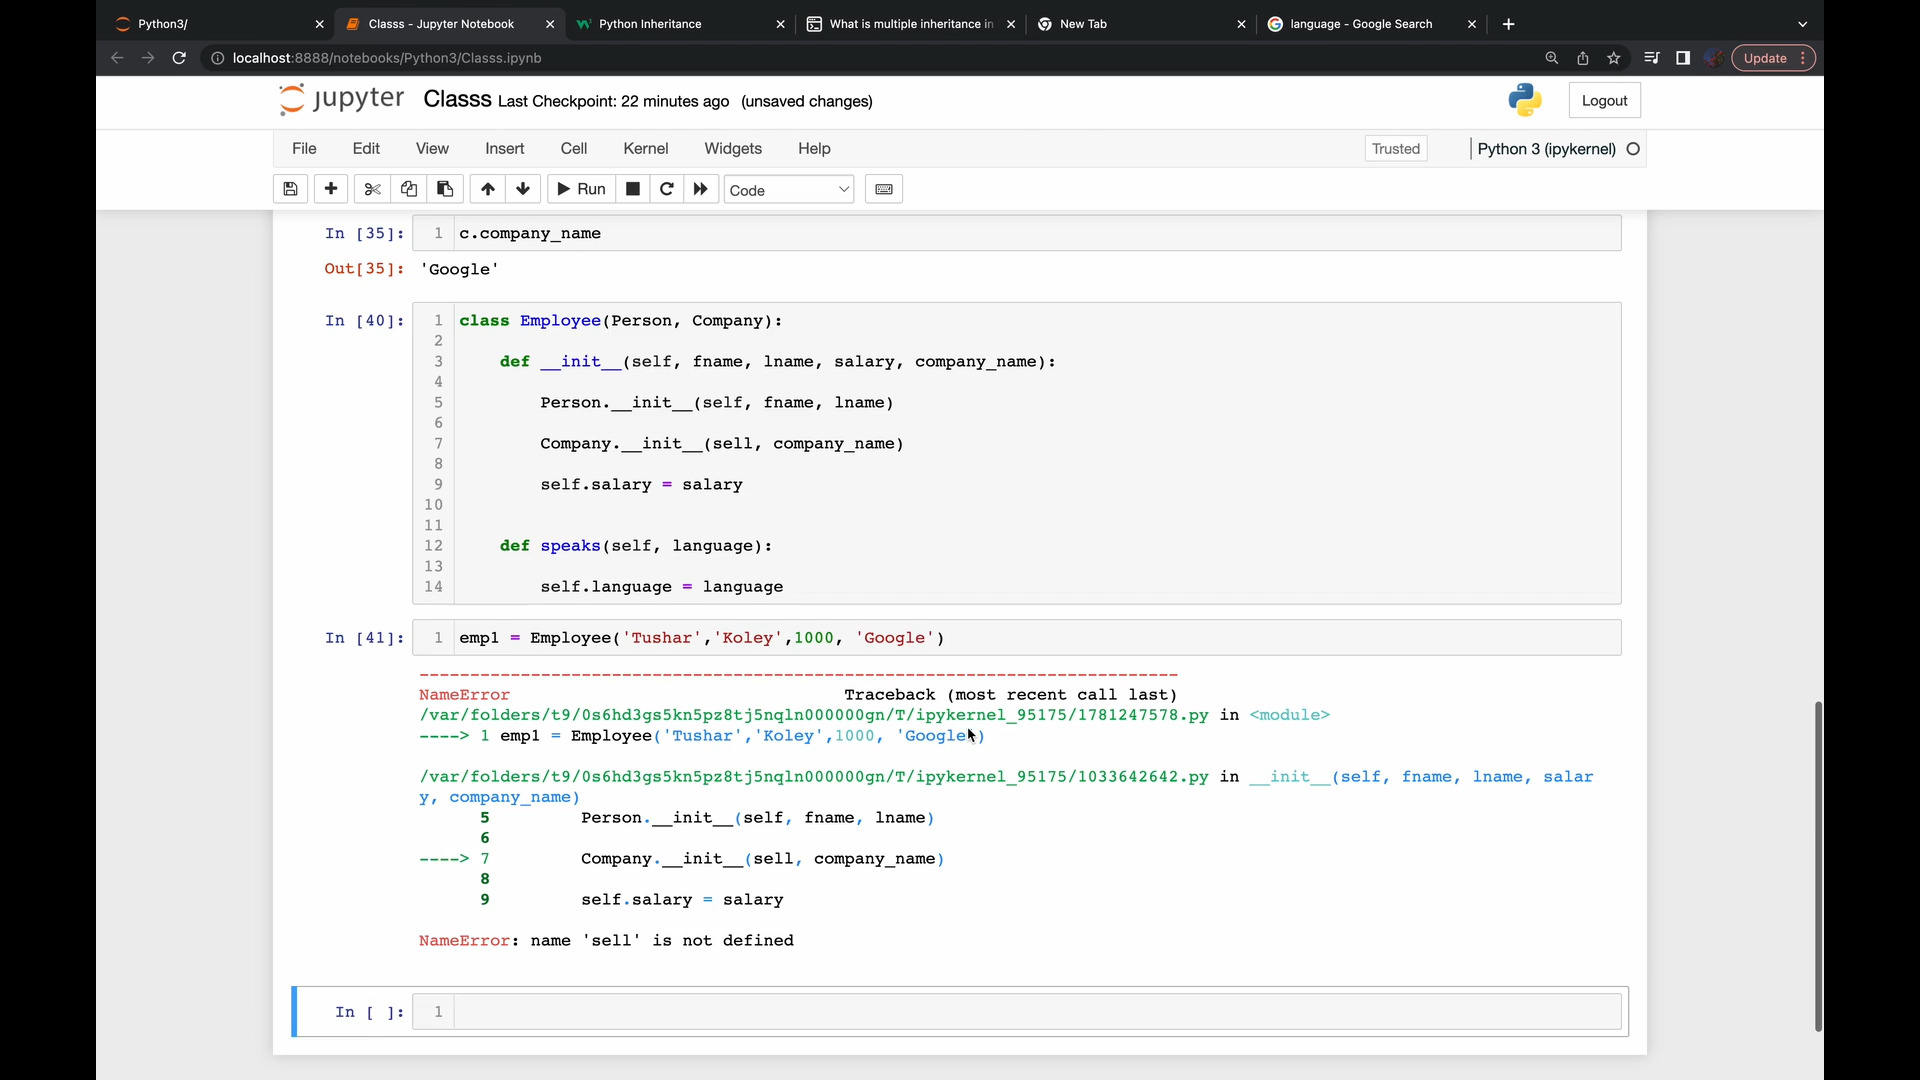 Python3/
Classs - Jupyter Notebook
Python Inheritance
What is multiple inheritance in
New Tab
language - Google Search
localhost:8888/notebooks/Python3/Classs.ipynb
Update
jupyter Classs Last Checkpoint: 22 minutes ago (unsaved changes)
Logout
File Edit View Insert Cell Kernel Widgets Help
Trusted
Python 3 (ipykernel)
Run
Code
In [35]: 1 c.company_name
Out[35]: 'Google'
In [40]: 1 class Employee(Person, Company):
2
3 def __init__(self, fname, lname, salary, company_name):
4
5 Person.__init__(self, fname, lname)
6
7 Company.__init__(sell, company_name)
8
9 self.salary = salary
10
11
12 def speaks(self, language):
13
14 self.language = language
In [41]: 1 emp1 = Employee('Tushar','Koley',1000, 'Google')
---------------------------------------------------------------------------
NameError Traceback (most recent call last)
/var/folders/t9/0s6hd3gs5kn5pz8tj5nqln000000gn/T/ipykernel_95175/1781247578.py in <module>
----> 1 emp1 = Employee('Tushar','Koley',1000, 'Google')
/var/folders/t9/0s6hd3gs5kn5pz8tj5nqln000000gn/T/ipykernel_95175/1033642642.py in __init__(self, fname, lname, salar
y, company_name)
5 Person.__init__(self, fname, lname)
6
----> 7 Company.__init__(sell, company_name)
8
9 self.salary = salary
NameError: name 'sell' is not defined
In [ ]: 1